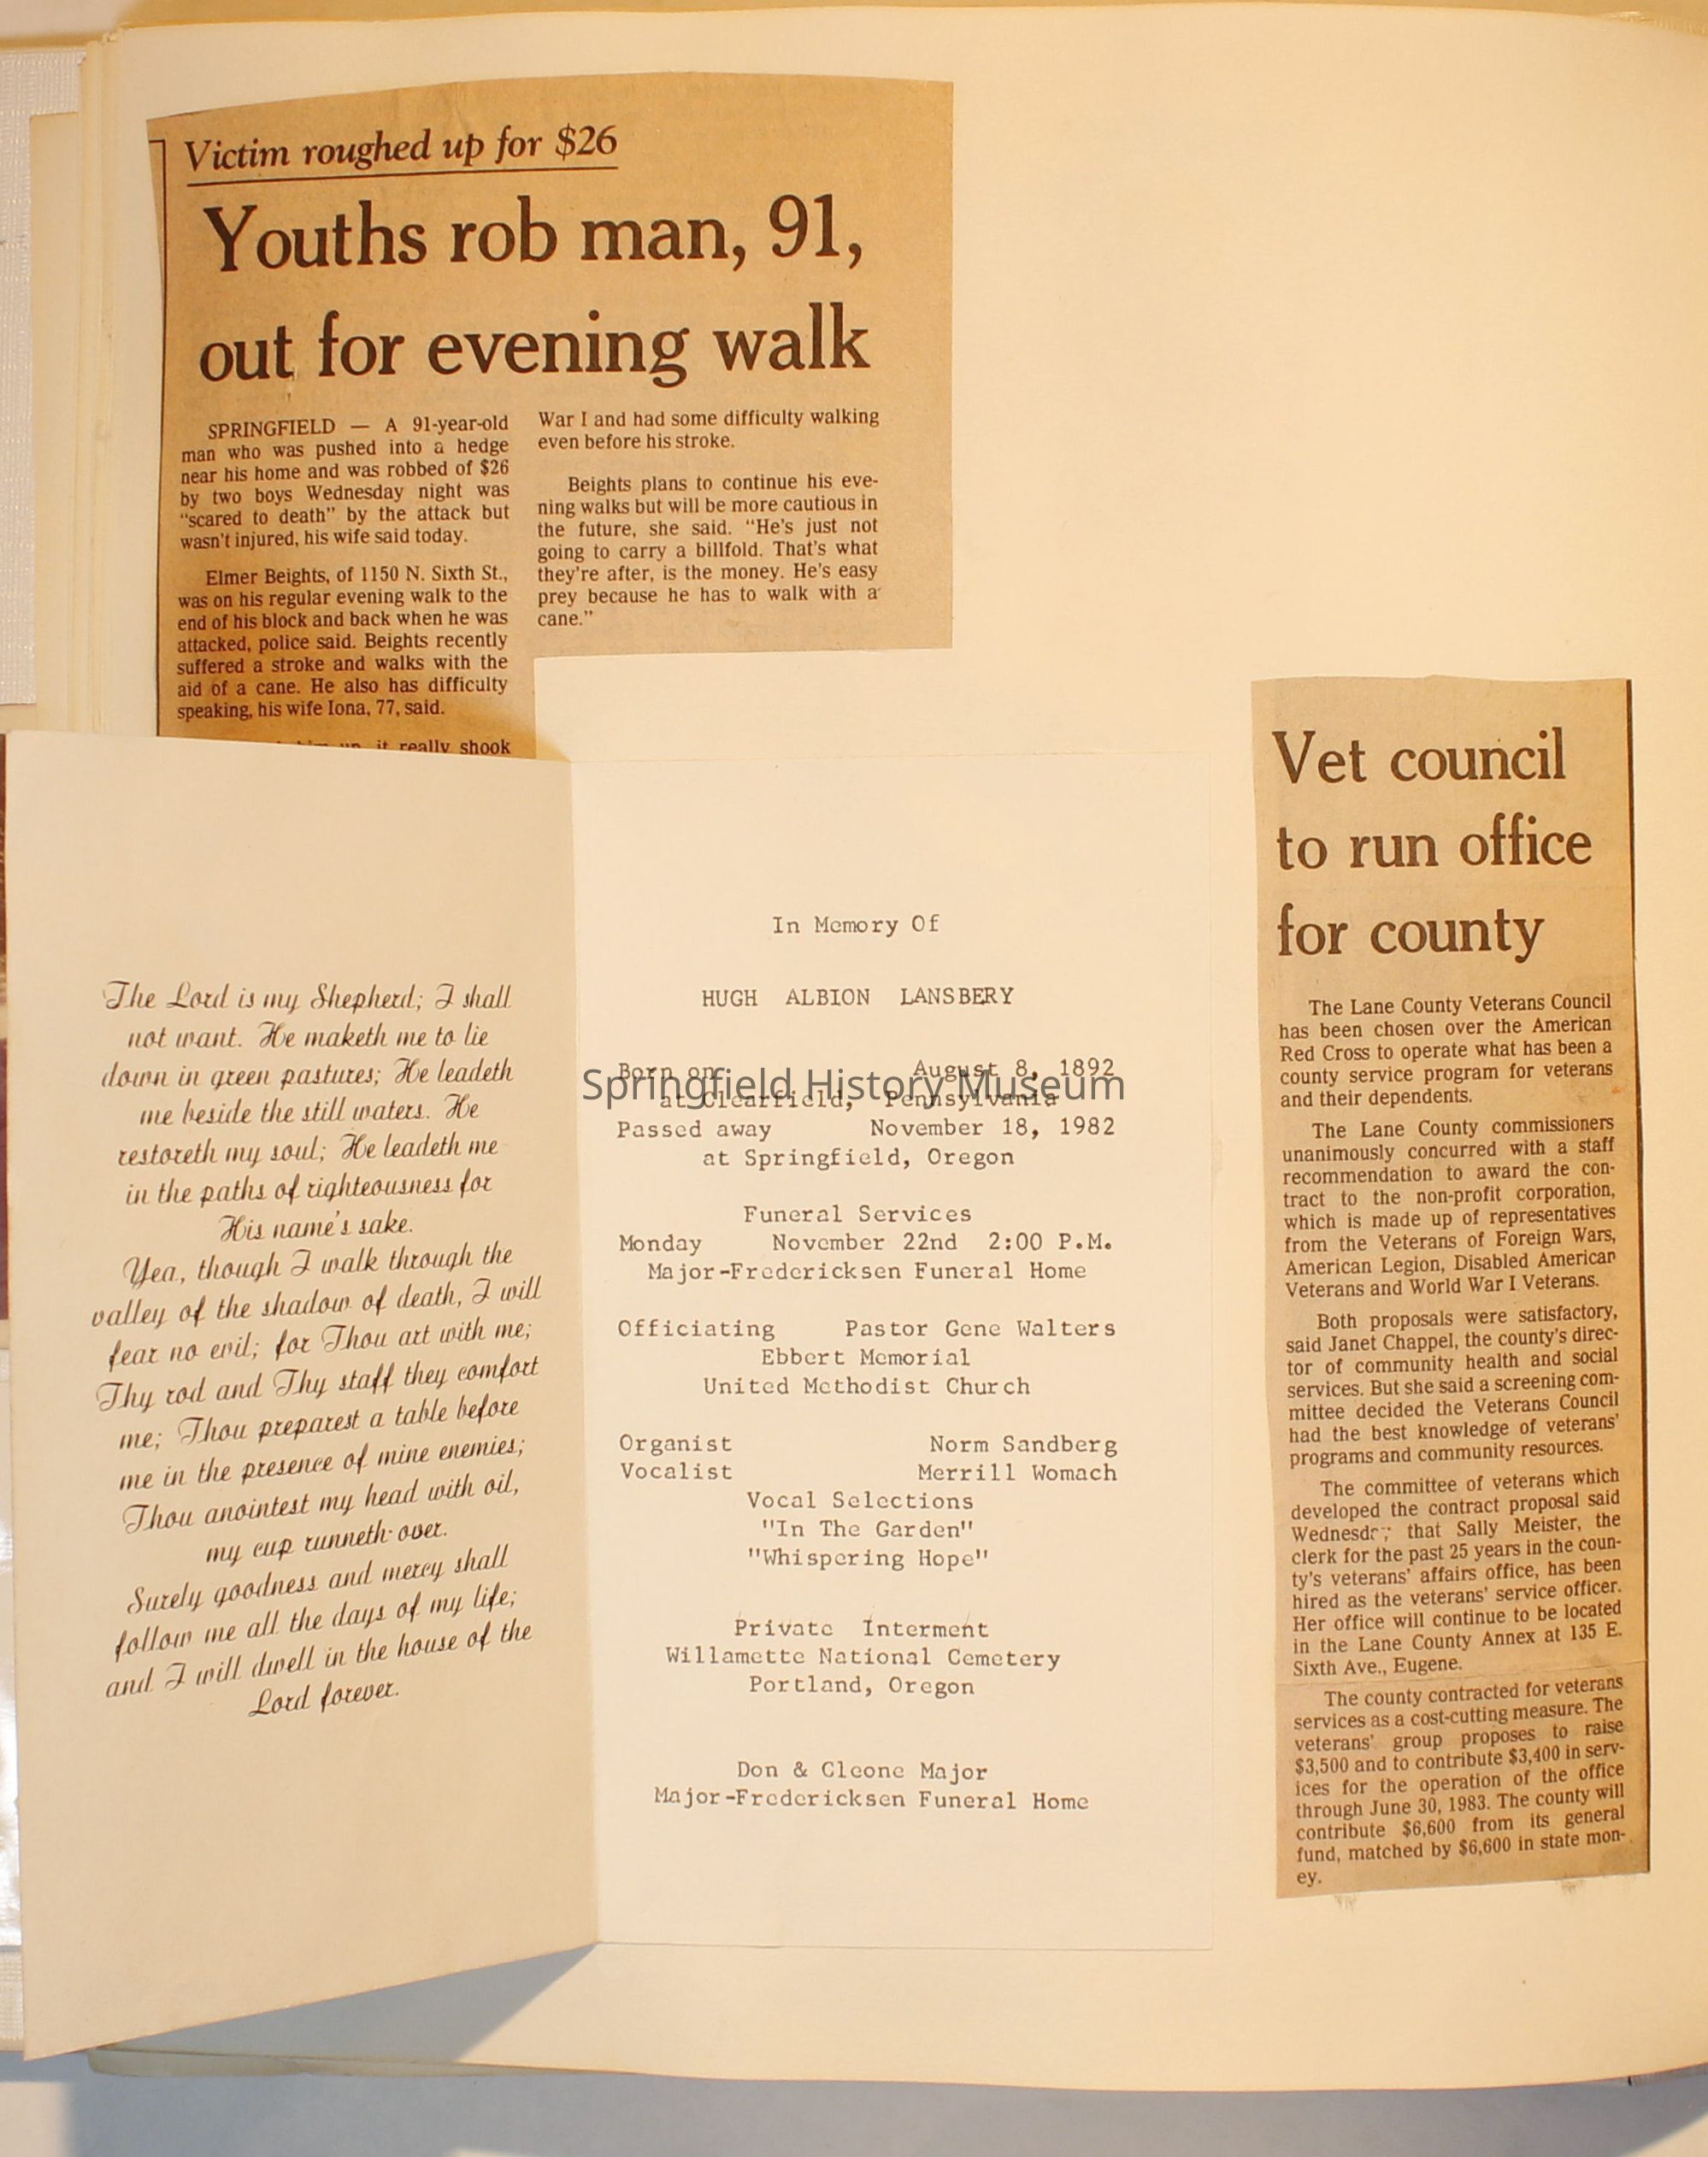 Victim roughed up for $26
Youths rob man, 91,
out for evening walk
SPRINGFIELD — A 91-year-old
man who was pushed into a hedge
near his home and was robbed of $26
by two boys Wednesday night was
"scared to death" by the attack but
wasn't injured, his wife said today.
Elmer Beights, of 1150 N. Sixth St.,
was on his regular evening walk to the
end of his block and back when he was
attacked, police said. Beights recently
suffered a stroke and walks with the
aid of a cane. He also has difficulty
speaking, his wife Iona, 77, said.
it really shook
War I and had some difficulty walking
even before his stroke.
Beights plans to continue his eve-
ning walks but will be more cautious in
the future, she said. "He's just not
going to carry a billfold. That's what
they're after, is the money. He's easy
prey because he has to walk with a
cane."
The Lord is my Shepherd; I shall
not want. He maketh me to lie
down in green pastures; He leadeth
me beside the still waters. He
restoreth my soul; He leadeth me
in the paths of righteousness for
His name's sake.
Yea, though I walk through the
valley of the shadow of death, I will
fear no evil; for Thou art with me;
Thy rod and Thy staff they comfort
me; Thou preparest a table before
me in the presence of mine enemies;
Thou anointest my head with oil,
my cup runneth over.
Surely goodness and mercy shall
follow me all the days of my life;
and I will dwell in the house of the
Lord forever.
In Memory Of
HUGH ALBION LANSBERY
Born on August 8, 1892
at Clearfield, Pennsylvania
Springfield History Museum
Passed away November 18, 1982
at Springfield, Oregon
Funeral Services
Monday November 22nd 2:00 P.M.
Major-Fredericksen Funeral Home
Officiating Pastor Gene Walters
Ebbert Memorial
United Methodist Church
Organist Norm Sandberg
Vocalist Merrill Womach
Vocal Selections
"In The Garden"
"Whispering Hope"
Private Interment
Willamette National Cemetery
Portland, Oregon
Don & Cleone Major
Major-Fredericksen Funeral Home
Vet council
to run office
for county
The Lane County Veterans Council
has been chosen over the American
Red Cross to operate what has been a
county service program for veterans
and their dependents.
The Lane County commissioners
unanimously concurred with a staff
recommendation to award the con-
tract to the non-profit corporation,
which is made up of representatives
from the Veterans of Foreign Wars,
American Legion, Disabled American
Veterans and World War I Veterans.
Both proposals were satisfactory,
said Janet Chappel, the county's direc-
tor of community health and social
services. But she said a screening com-
mittee decided the Veterans Council
had the best knowledge of veterans'
programs and community resources.
The committee of veterans which
developed the contract proposal said
that Sally Meister, the
clerk for the past 25 years in the coun-
ty's veterans' affairs office, has been
hired as the veterans' service officer.
Her office will continue to be located
in the Lane County Annex at 135 E.
Sixth Ave., Eugene.
The county contracted for veterans
services as a cost-cutting measure. The
veterans' group proposes to raise
$3,500 and to contribute $3,400 in serv-
ices for the operation of the office
through June 30, 1983. The county will
contribute $6,600 from its general
fund, matched by $6,600 in state mon-
ey.